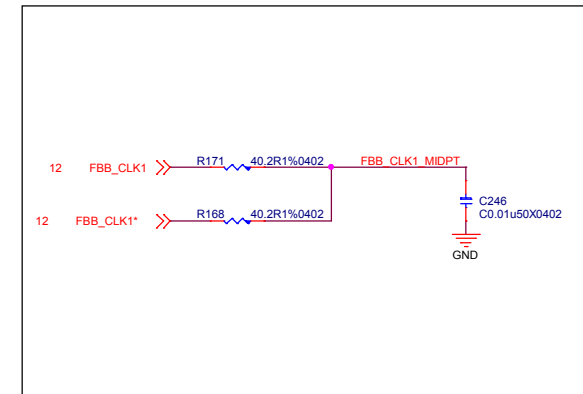 12 FBB_CLK1 R171 40.2R1%0402 FBB_CLK1_MIDPT
C246
C0.01u50X0402
12 FBB_CLK1* R168 40.2R1%0402
GND